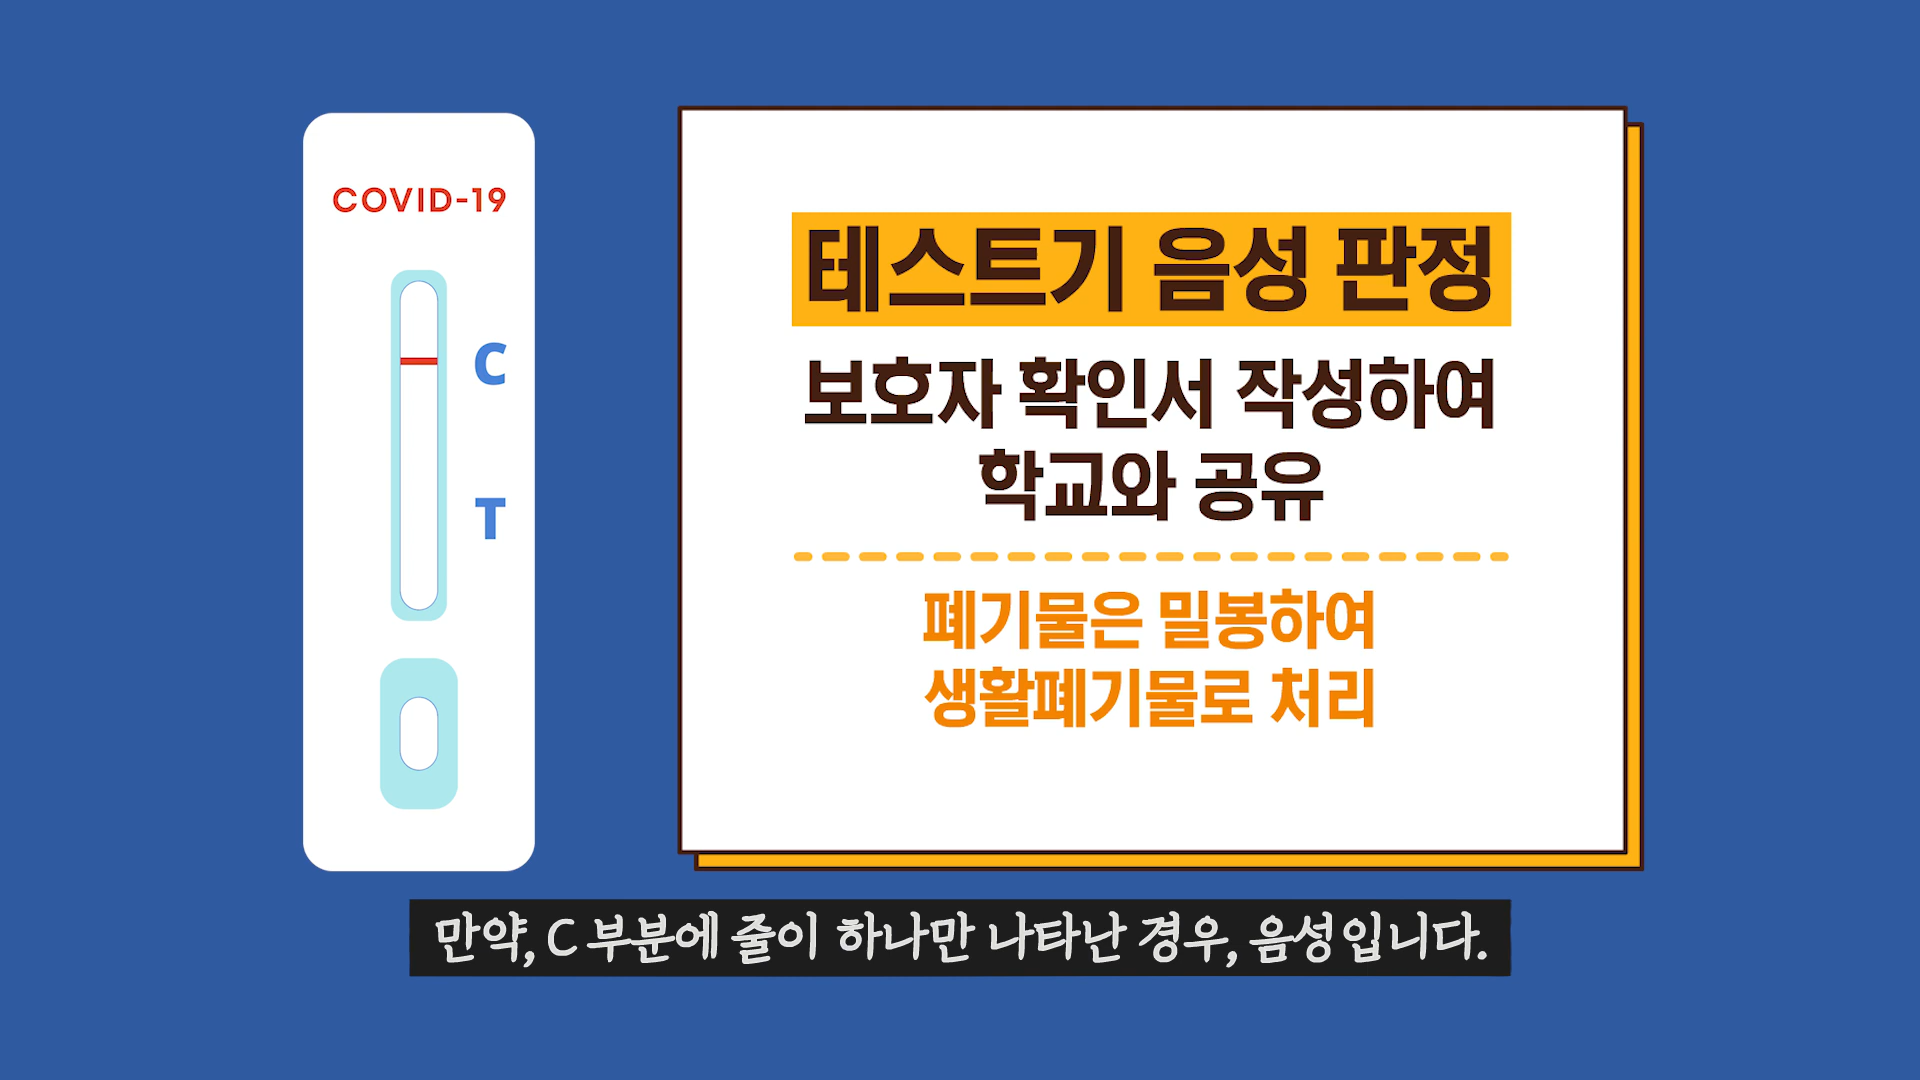 COVID-19
C
T
테스트기 음성 판정
보호자 확인서 작성하여
학교와 공유
폐기물은 밀봉하여
생활폐기물로 처리
만약, C 부분에 줄이 하나만 나타난 경우, 음성입니다.